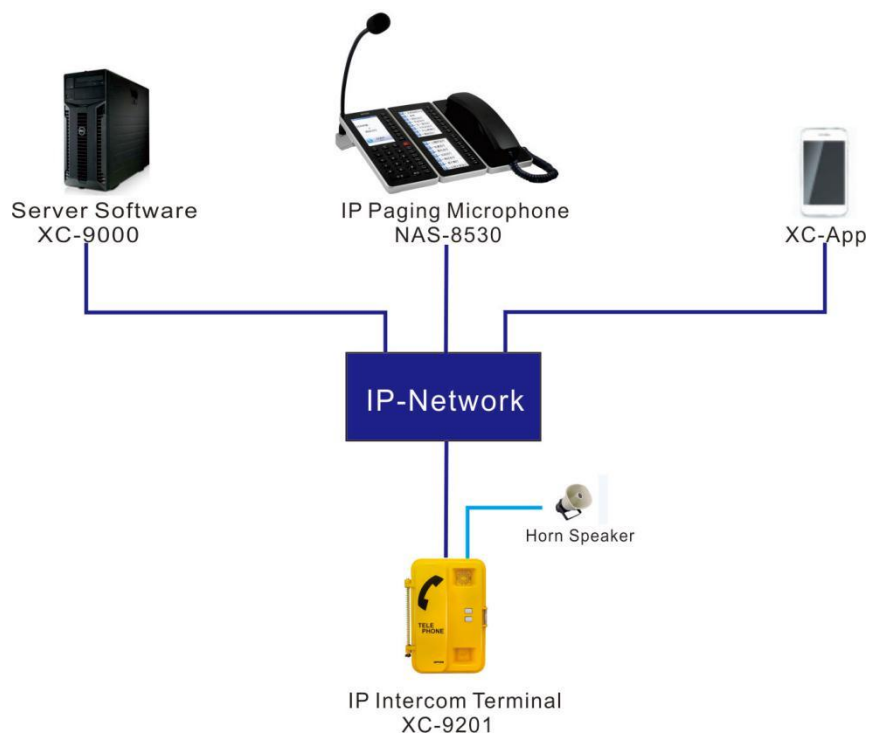 Server Software
XC-9000
IP Paging Microphone
NAS-8530
XC-App
IP-Network
Horn Speaker
TELE
PHONE
IP Intercom Terminal
XC-9201